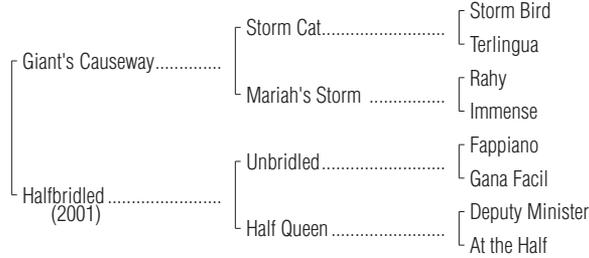 Storm Bird
Storm Cat........................
Terlingua
Giant's Causeway.............
Rahy
Mariah's Storm ...............
Immense
Fappiano
Unbridled........................
Gana Facil
Halfbridled ......................
(2001)
Deputy Minister
Half Queen ......................
At the Half